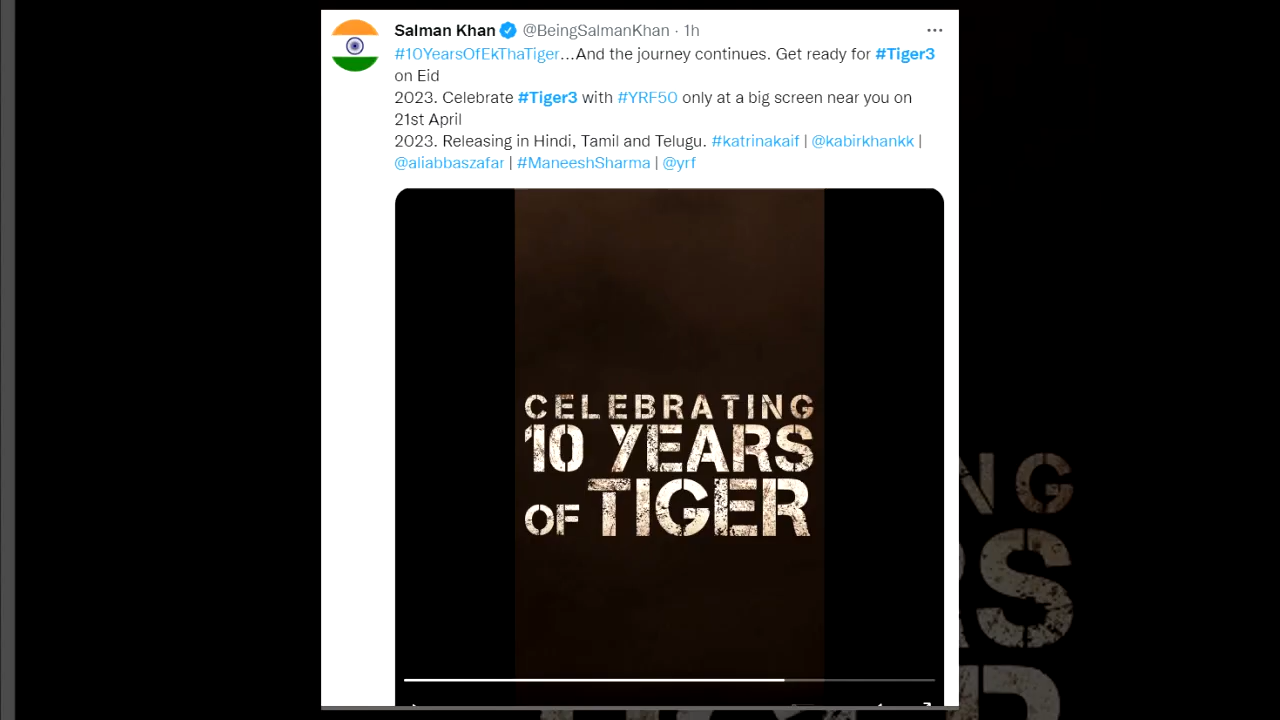 Salman Khan @BeingSalmanKhan · 1h
#10YearsOfEkThaTiger...And the journey continues. Get ready for #Tiger3
on Eid
2023. Celebrate #Tiger3 with #YRF50 only at a big screen near you on
21st April
2023. Releasing in Hindi, Tamil and Telugu. #katrinakaif | @kabirkhankk |
@aliabbaszafar | #ManeeshSharma | @yrf
CELEBRATING
10 YEARS
OF TIGER
NG
RS